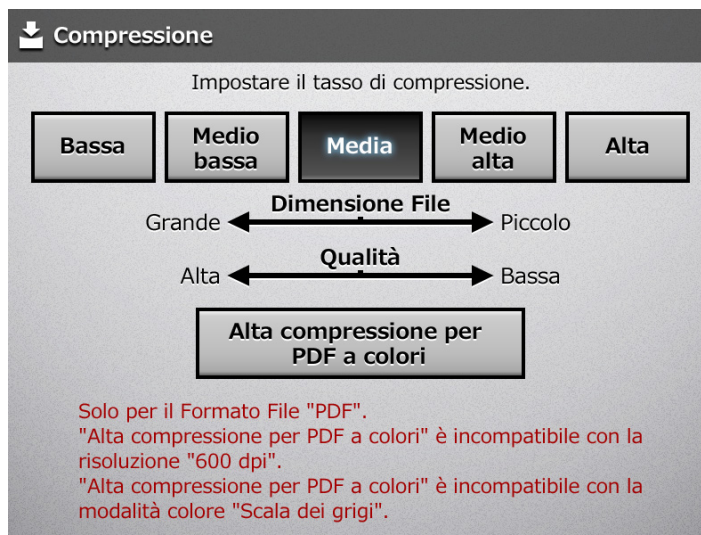 Compressione
Impostare il tasso di compressione.
Bassa
Medio
bassa
Media
Medio
alta
Alta
Dimensione File
Grande
Piccolo
Qualità
Alta
Bassa
Alta compressione per
PDF a colori
Solo per il Formato File "PDF".
"Alta compressione per PDF a colori" è incompatibile con la
risoluzione "600 dpi".
"Alta compressione per PDF a colori" è incompatibile con la
modalità colore "Scala dei grigi".